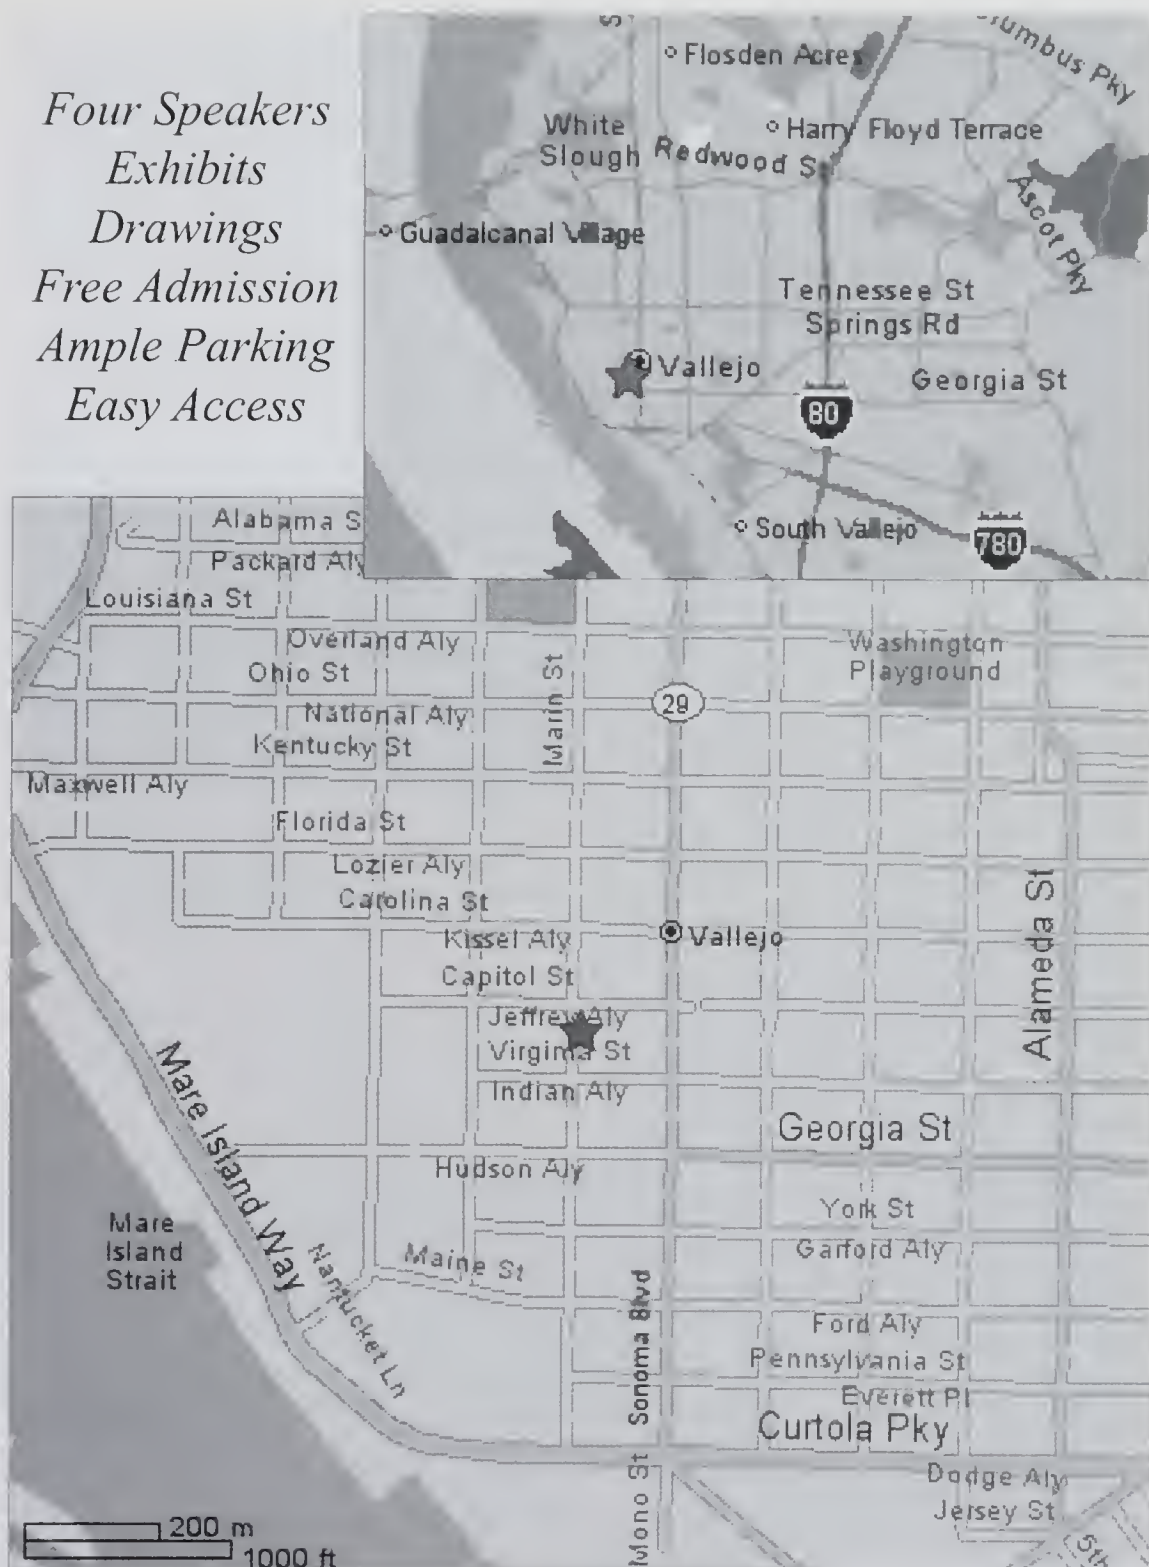 Four Speakers
Exhibits
Drawings
Free Admission
Ample Parking
Easy Access
Flosden Acres
White
Slough
Harry Floyd Terrace
Redwood St
Ascot Pky
Guadalcanal Village
Tennessee St
Springs Rd
Vallejo
Georgia St
80
South Vallejo
780
Alabama S
Packard Aly
Louisiana St
Overland Aly
Ohio St
National Aly
Kentucky St
Maxwell Aly
Florida St
Lozier Aly
Carolina St
Kissel Aly
Capitol St
Jeffrey Aly
Virginia St
Indian Aly
Hudson Aly
Marin St
29
Washington
Playground
Vallejo
Alameda St
Georgia St
York St
Garford Aly
Mare Island Way
Mare
Island
Strait
Nantucket Ln
Maine St
Sonoma Blvd
Ford Aly
Pennsylvania St
Everett Pl
Curtola Pky
Mono St
Dodge Aly
Jersey St
5th
200 m
1000 ft